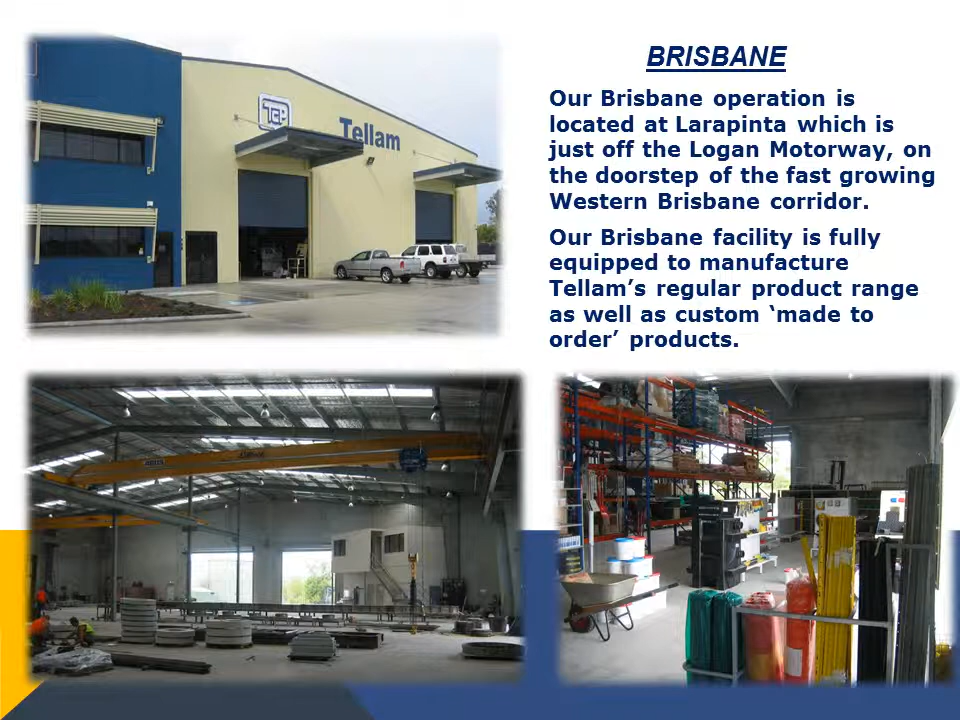 BRISBANE
Our Brisbane operation is
located at Larapinta which is
just off the Logan Motorway, on
the doorstep of the fast growing
Western Brisbane corridor.
Our Brisbane facility is fully
equipped to manufacture
Tellam’s regular product range
as well as custom ‘made to
order’ products.
TCP
Tellam